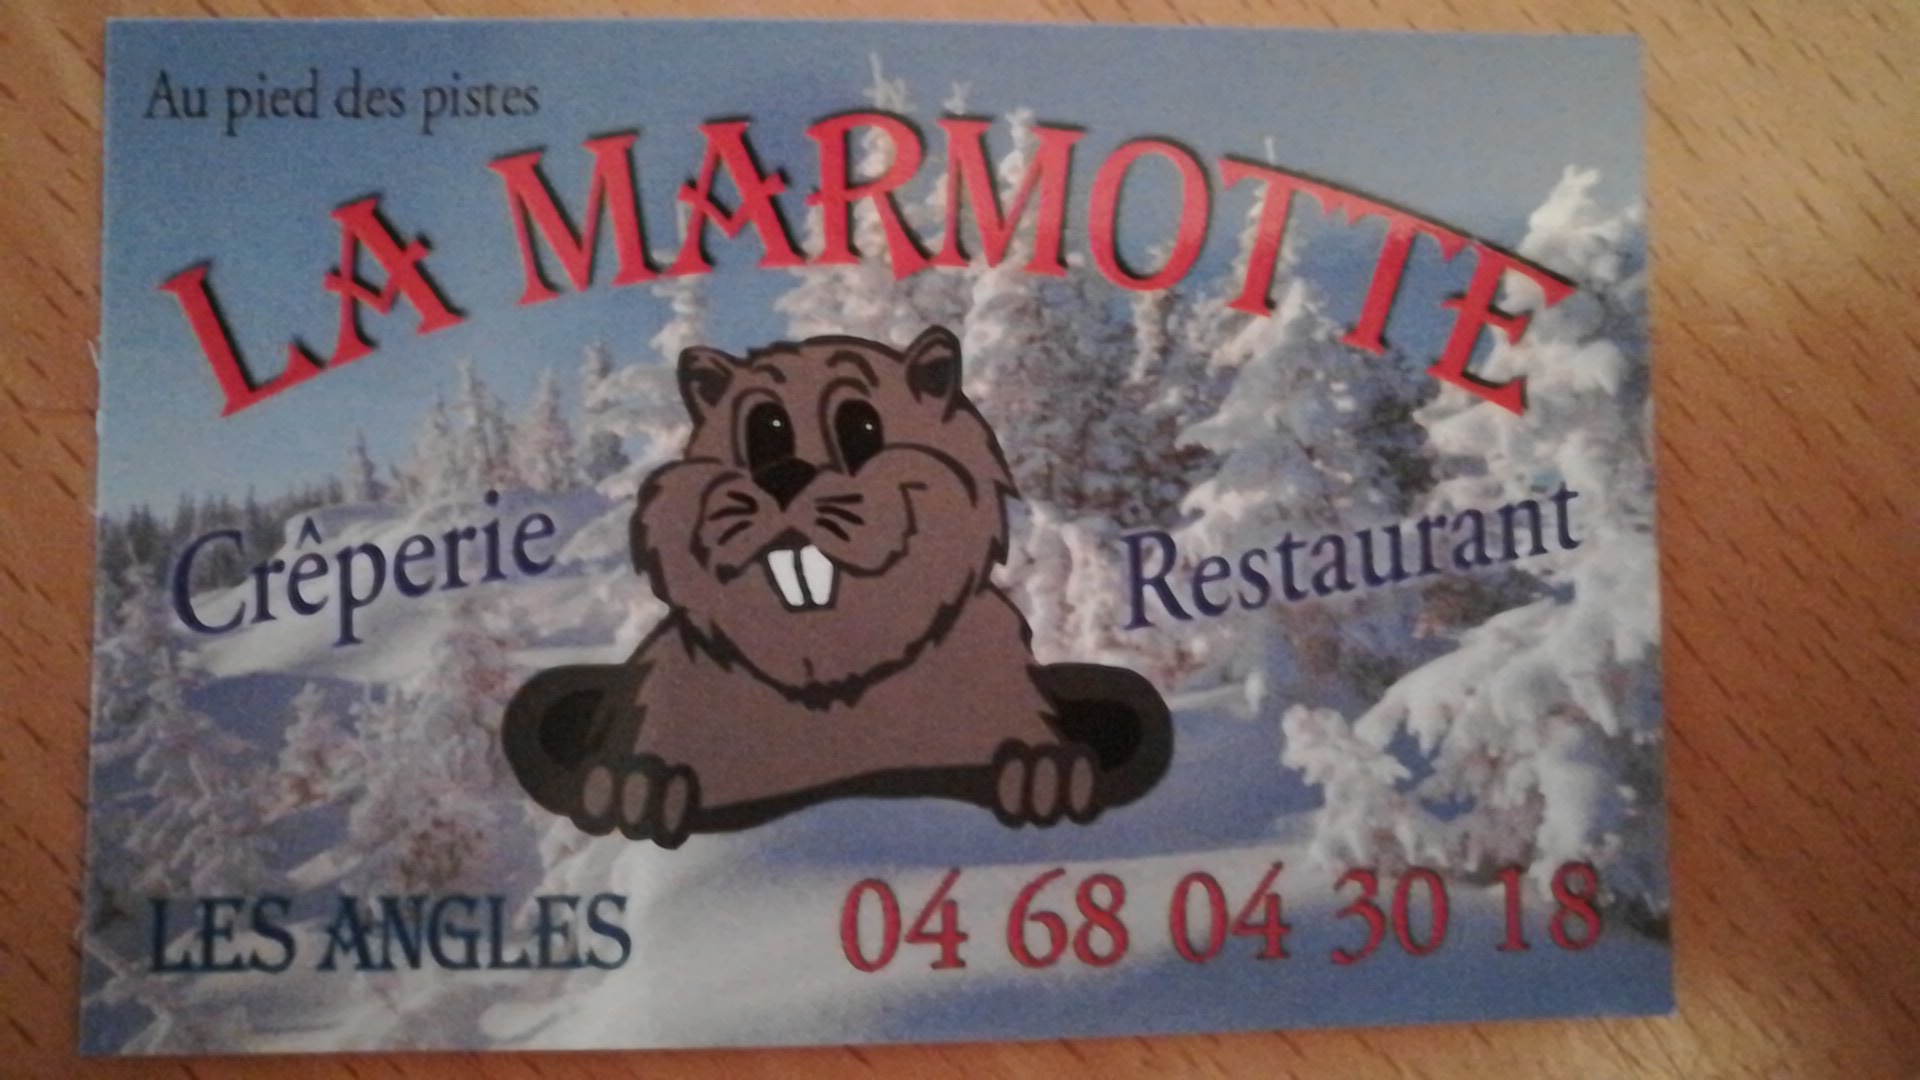 Au pied des pistes
LA MARMOTTE
Crêperie
Restaurant
LES ANGLES
04 68 04 30 18